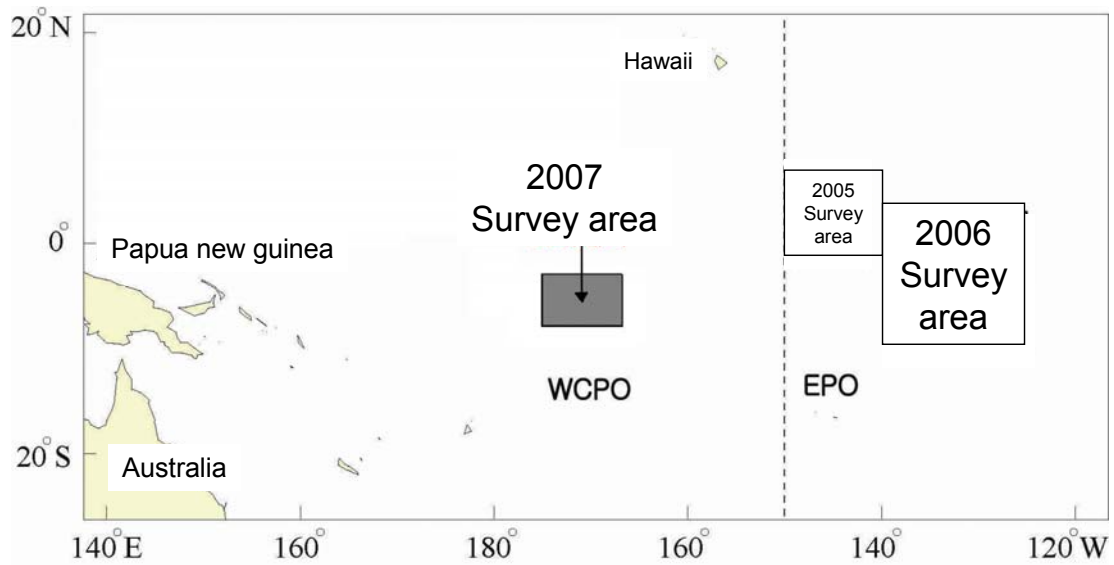 20°N
Hawaii
2007
Survey area
2005
Survey
area
2006
Survey
area
0°
Papua new guinea
WCPO
EPO
20°S
Australia
140°E
160°
180°
160°
140°
120°W